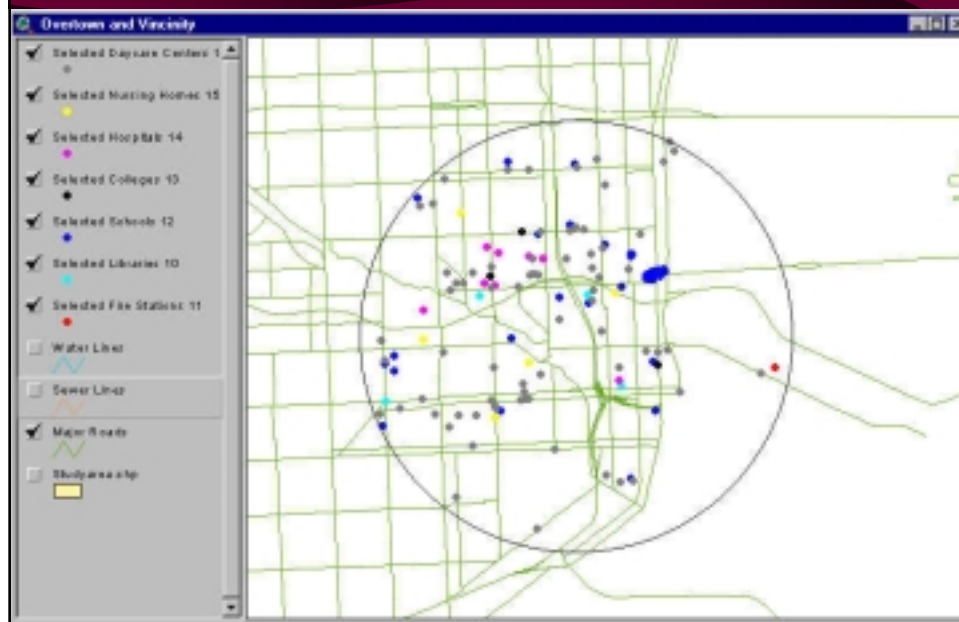 Overtown and Vincinity
Selected Daycare Centers 1
Selected Nursing Homes 15
Selected Hospitals 14
Selected Colleges 13
Selected Schools 12
Selected Libraries 10
Selected Fire Stations 11
Water Lines
Sewer Lines
Major Roads
Studyarea.shp